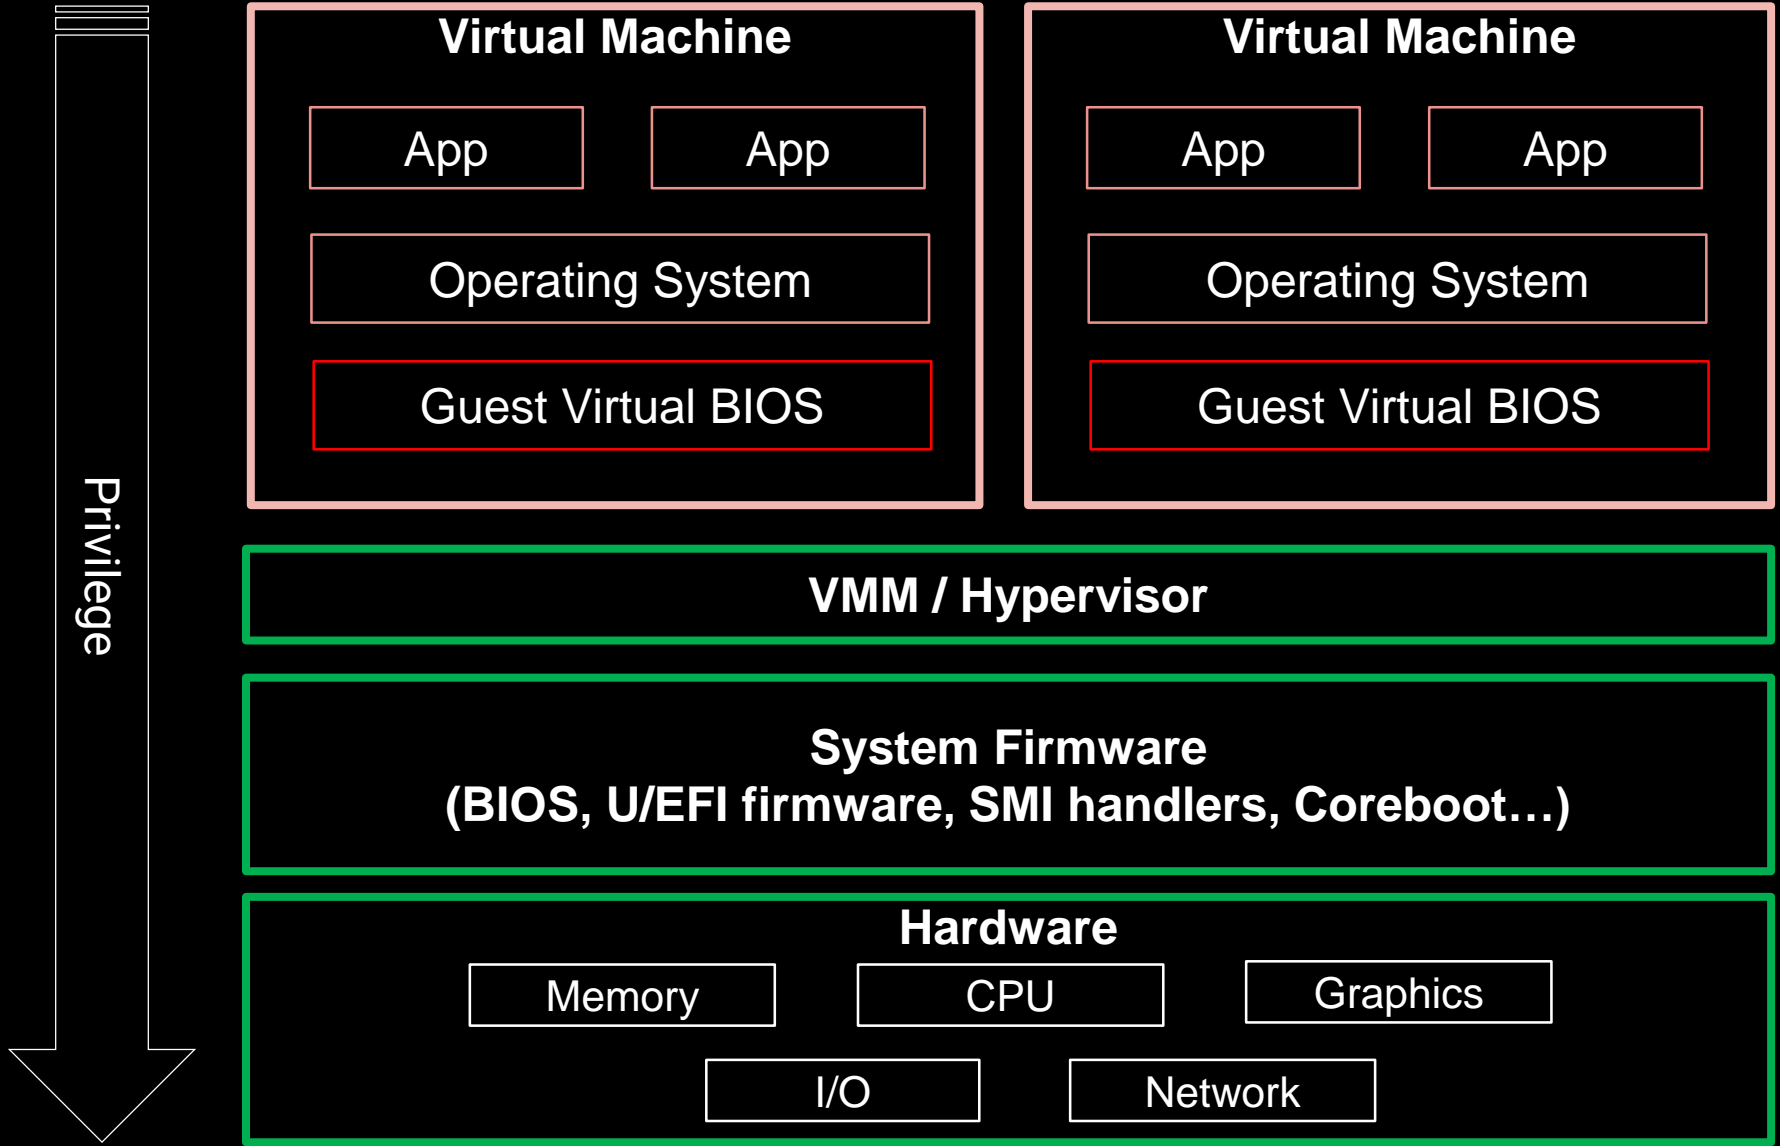 Privilege
Virtual Machine
App
App
Operating System
Guest Virtual BIOS
Virtual Machine
App
App
Operating System
Guest Virtual BIOS
VMM / Hypervisor
System Firmware
(BIOS, U/EFI firmware, SMI handlers, Coreboot…)
Hardware
Memory
CPU
Graphics
I/O
Network